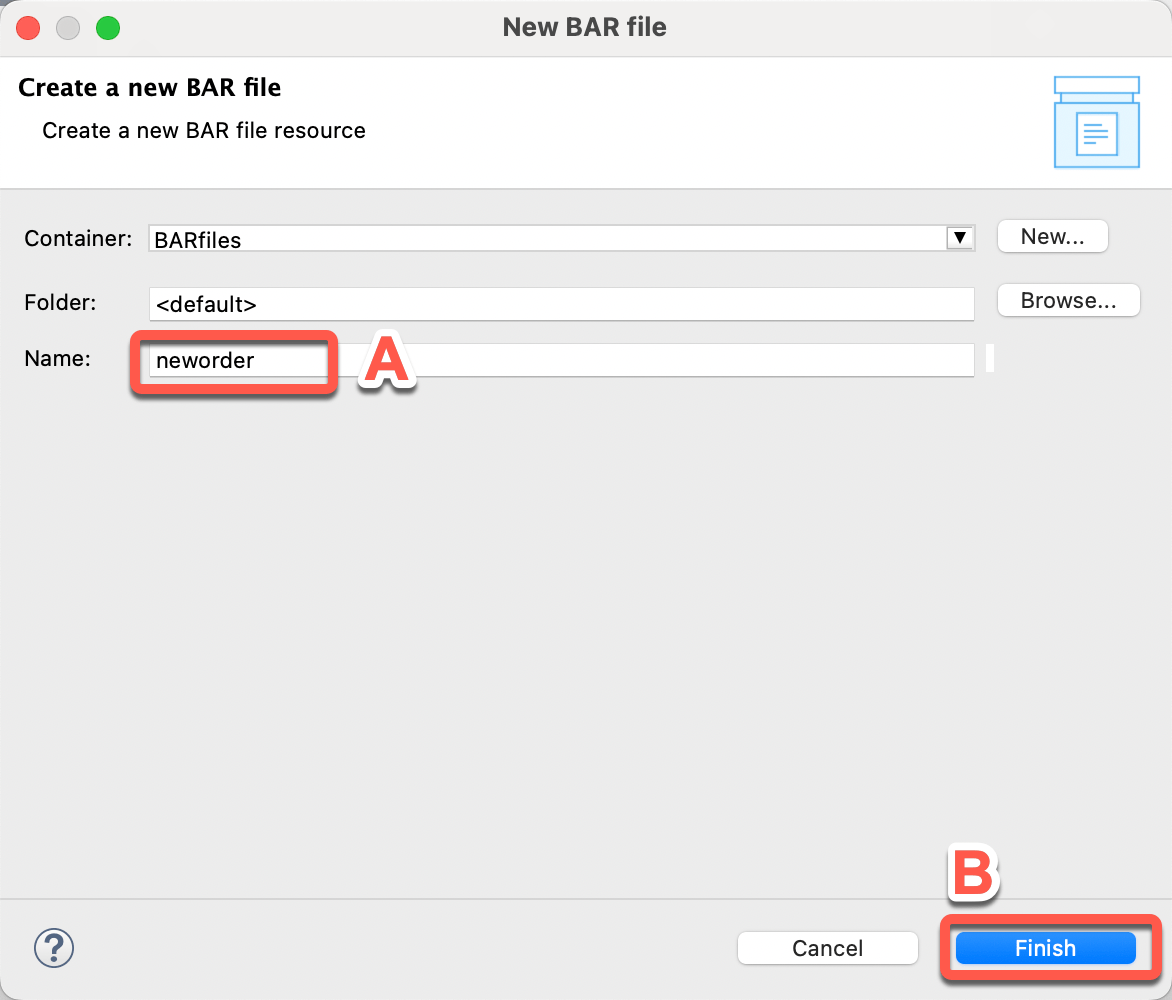 New BAR file
Create a new BAR file
Create a new BAR file resource
Container: BARfiles ▼ New...
Folder: <default> Browse...
Name: neworder A
B
? Cancel Finish